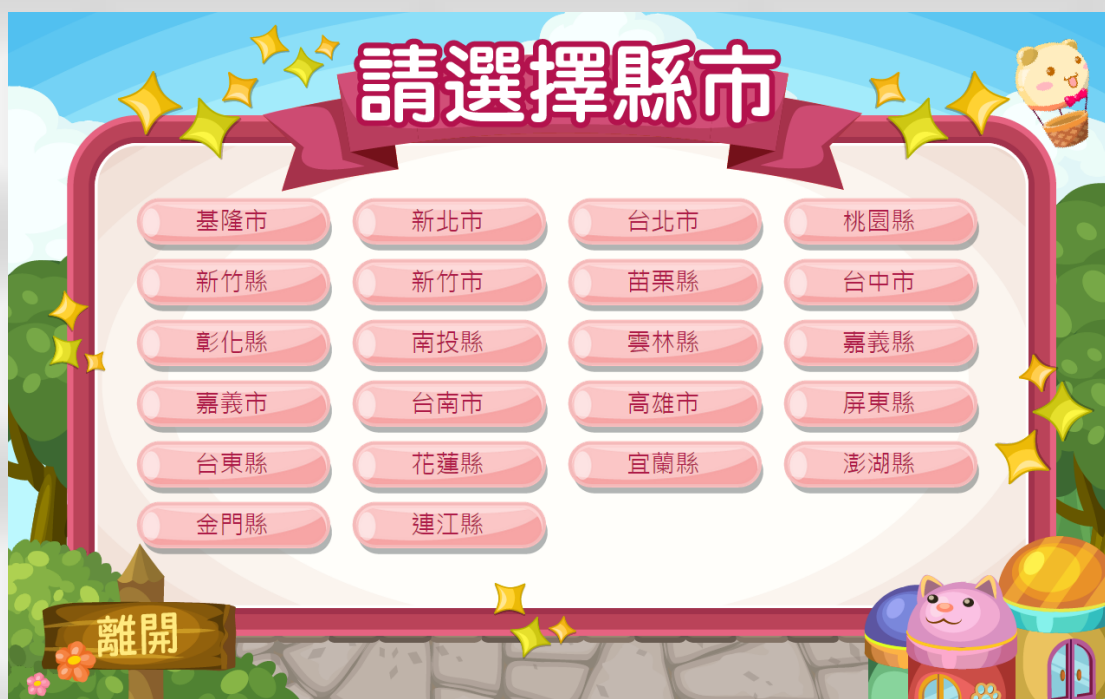 請選擇縣市
基隆市 新北市 台北市 桃園縣
新竹縣 新竹市 苗栗縣 台中市
彰化縣 南投縣 雲林縣 嘉義縣
嘉義市 台南市 高雄市 屏東縣
台東縣 花蓮縣 宜蘭縣 澎湖縣
金門縣 連江縣
離開